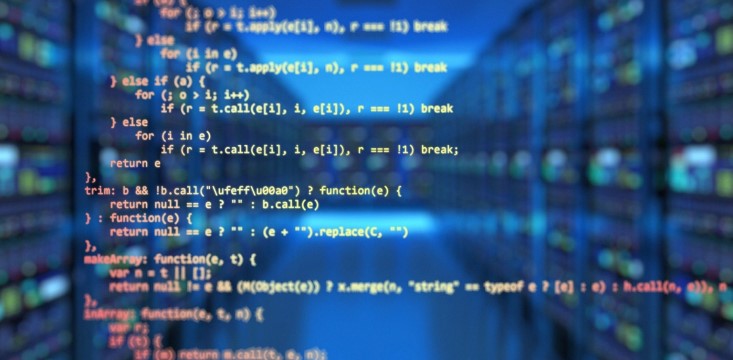 for (; o > i; i++)
if (r = t.apply(e[i], n), r === !1) break
} else
for (i in e)
if (r = t.apply(e[i], n), r === !1) break
} else if (a) {
for (; o > i; i++)
if (r = t.call(e[i], i, e[i]), r === !1) break
} else
for (i in e)
if (r = t.call(e[i], i, e[i]), r === !1) break;
return e
},
trim: b && !b.call("\ufeff\u00a0") ? function(e) {
return null == e ? "" : b.call(e)
} : function(e) {
return null == e ? "" : (e + "").replace(C, "")
},
makeArray: function(e, t) {
var n = t || [];
return null != e && (M(Object(e)) ? x.merge(n, "string" == typeof e ? [e] : e) : h.call(n, e)), n
},
inArray: function(e, t, n) {
var r;
if (t) {
if (m) return m.call(t, e, n);